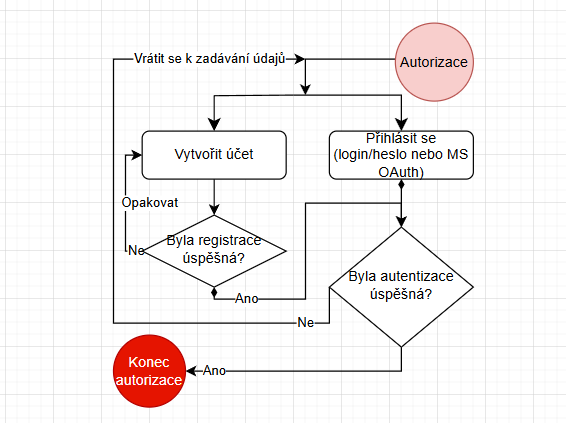 Vrátit se k zadávání údajů
Autorizace
Vytvořit účet
Přihlásit se
(login/heslo nebo MS
OAuth)
Opakovat
Ne
Byla registrace
úspěšná?
Ano
Byla autentizace
úspěšná?
Ne
Konec
autorizace
Ano